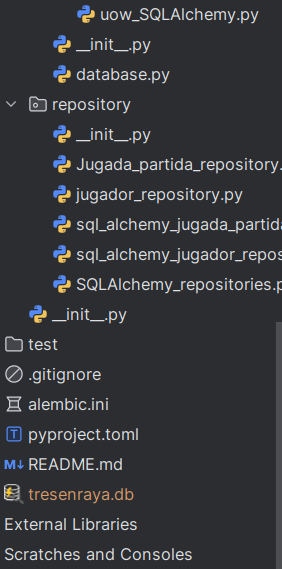 uow_SQLAlchemy.py
__init__.py
database.py
repository
__init__.py
Jugada_partida_repository.
jugador_repository.py
sql_alchemy_jugada_partida
sql_alchemy_jugador_repos
SQLAlchemy_repositories.p
__init__.py
test
.gitignore
alembic.ini
T pyproject.toml
M↓ README.md
tresenraya.db
External Libraries
Scratches and Consoles